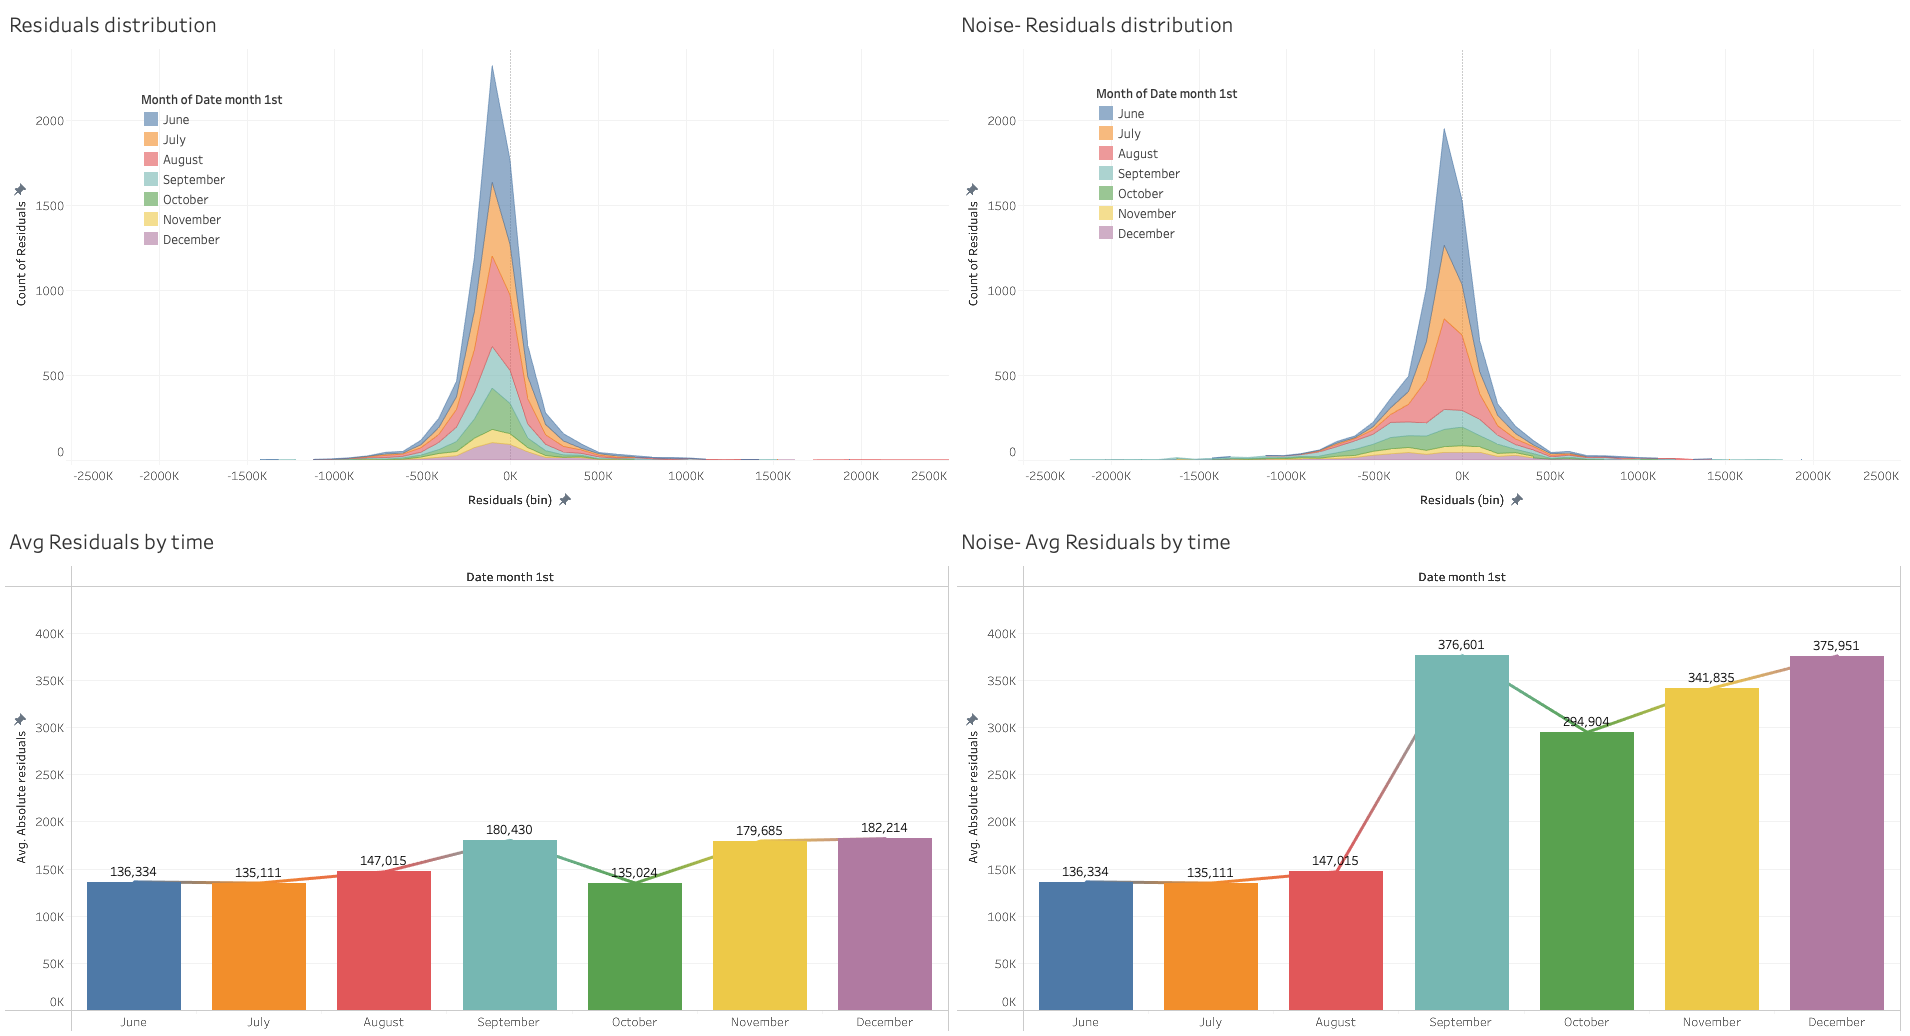 Residuals distribution
Month of Date month 1st
June
July
August
September
October
November
December
Count of Residuals
2000
1500
1000
500
0
-2500K -2000K -1500K -1000K -500K 0K 500K 1000K 1500K 2000K 2500K
Residuals (bin)
Noise- Residuals distribution
Month of Date month 1st
June
July
August
September
October
November
December
Count of Residuals
2000
1500
1000
500
0
-2500K -2000K -1500K -1000K -500K 0K 500K 1000K 1500K 2000K 2500K
Residuals (bin)
Avg Residuals by time
Date month 1st
Avg. Absolute residuals
400K
350K
300K
250K
200K
150K
100K
50K
0K
136,334 135,111 147,015 180,430 135,024 179,685 182,214
June July August September October November December
Noise- Avg Residuals by time
Date month 1st
Avg. Absolute residuals
400K
350K
300K
250K
200K
150K
100K
50K
0K
136,334 135,111 147,015 376,601 294,904 341,835 375,951
June July August September October November December